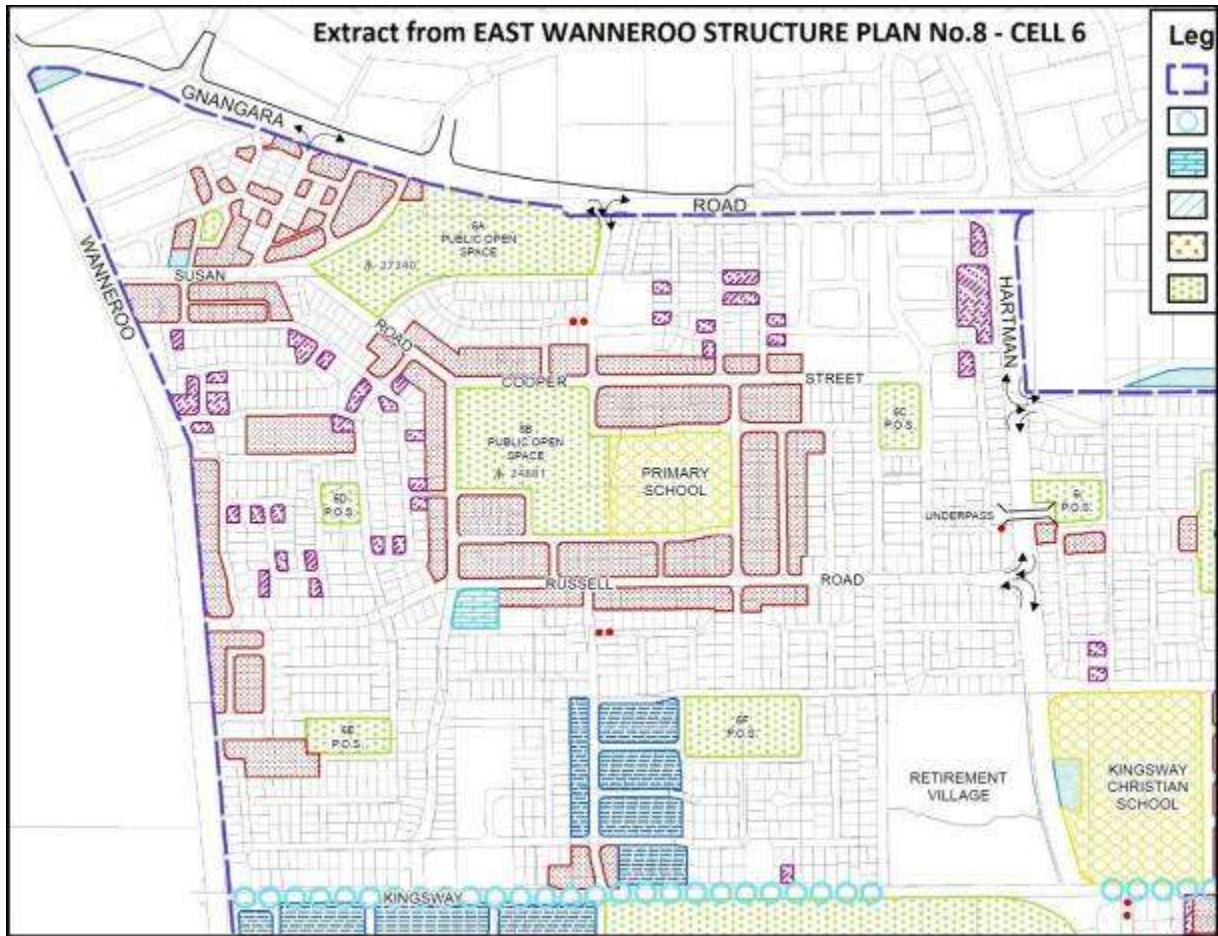 Extract from EAST WANNEROO STRUCTURE PLAN No.8 - CELL 6
Leg
GNANGARA
ROAD
6A
PUBLIC OPEN
SPACE
27340
WANNEROO
SUSAN
ROAD
HARTMAN
COOPER
STREET
6C
P.O.S.
6B
PUBLIC OPEN
SPACE
24881
PRIMARY
SCHOOL
6D
P.O.S.
P.O.S.
UNDERPASS
RUSSELL
ROAD
6E
P.O.S.
6F
P.O.S.
RETIREMENT
VILLAGE
KINGSWAY
CHRISTIAN
SCHOOL
KINGSWAY